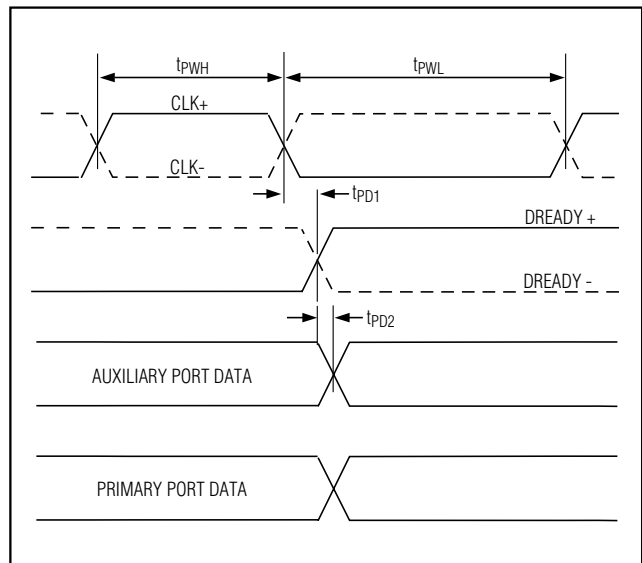 tPWH
tPWL
CLK+
CLK-
tPD1
DREADY +
DREADY -
tPD2
AUXILIARY PORT DATA
PRIMARY PORT DATA